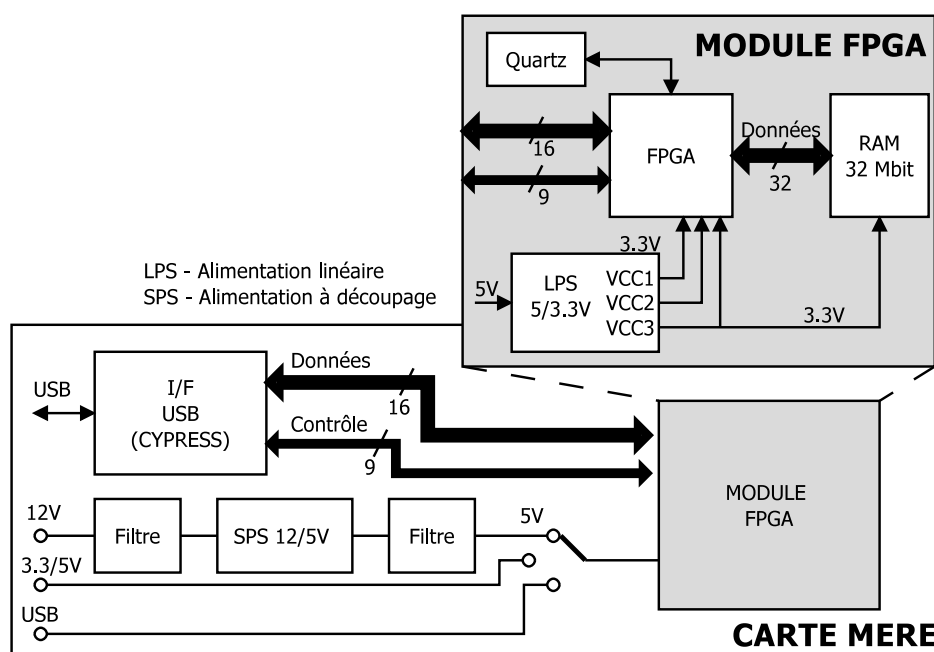 MODULE FPGA
Quartz
FPGA
Données
RAM
32 Mbit
16
32
9
3.3V
LPS - Alimentation linéaire
SPS - Alimentation à découpage
5V
LPS
5/3.3V
VCC1
VCC2
VCC3
3.3V
USB
I/F
USB
(CYPRESS)
Données
16
Contrôle
9
MODULE
FPGA
12V
Filtre
SPS 12/5V
Filtre
5V
3.3/5V
USB
CARTE MERE